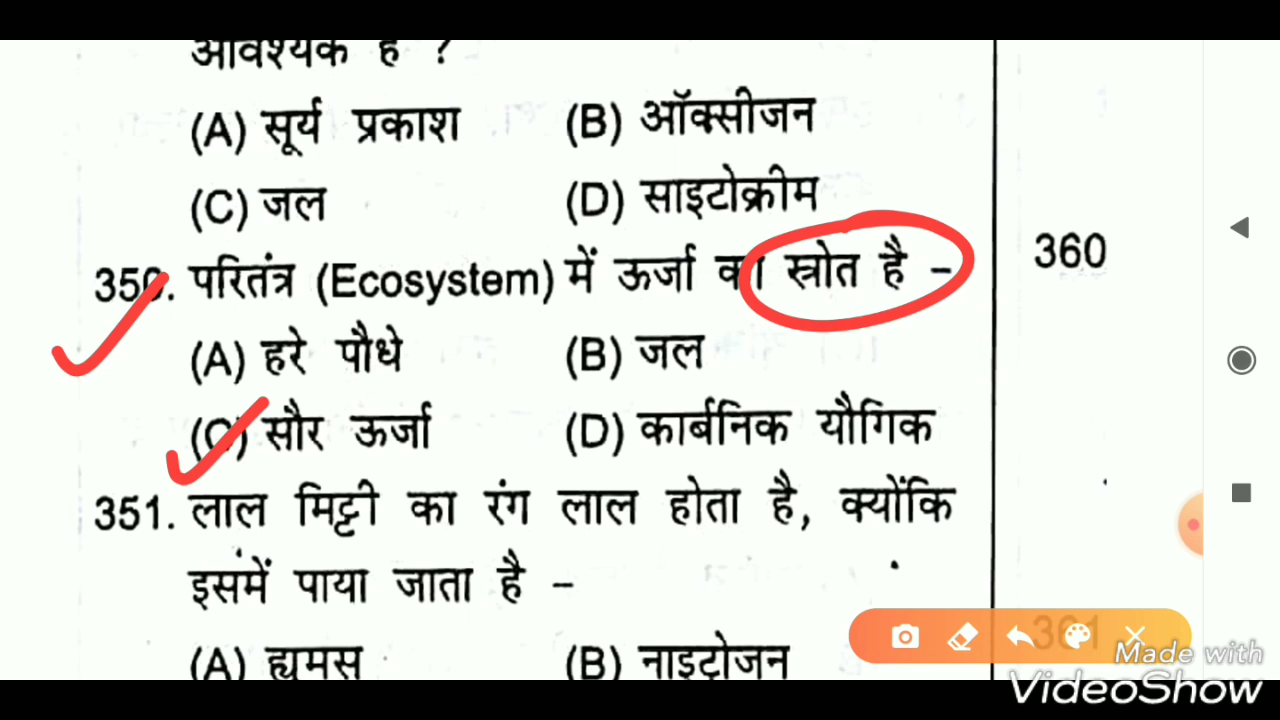 आवश्यक है ?
(A) सूर्य प्रकाश (B) ऑक्सीजन
(C) जल (D) साइटोक्रीम
350. परितंत्र (Ecosystem) में ऊर्जा का स्त्रोत है –
360
(A) हरे पौधे (B) जल
(C) सौर ऊर्जा (D) कार्बनिक यौगिक
351. लाल मिट्टी का रंग लाल होता है, क्योंकि
इसमें पाया जाता है –
361
(A) ह्यूमस (B) नाइट्रोजन
Made with
VideoShow